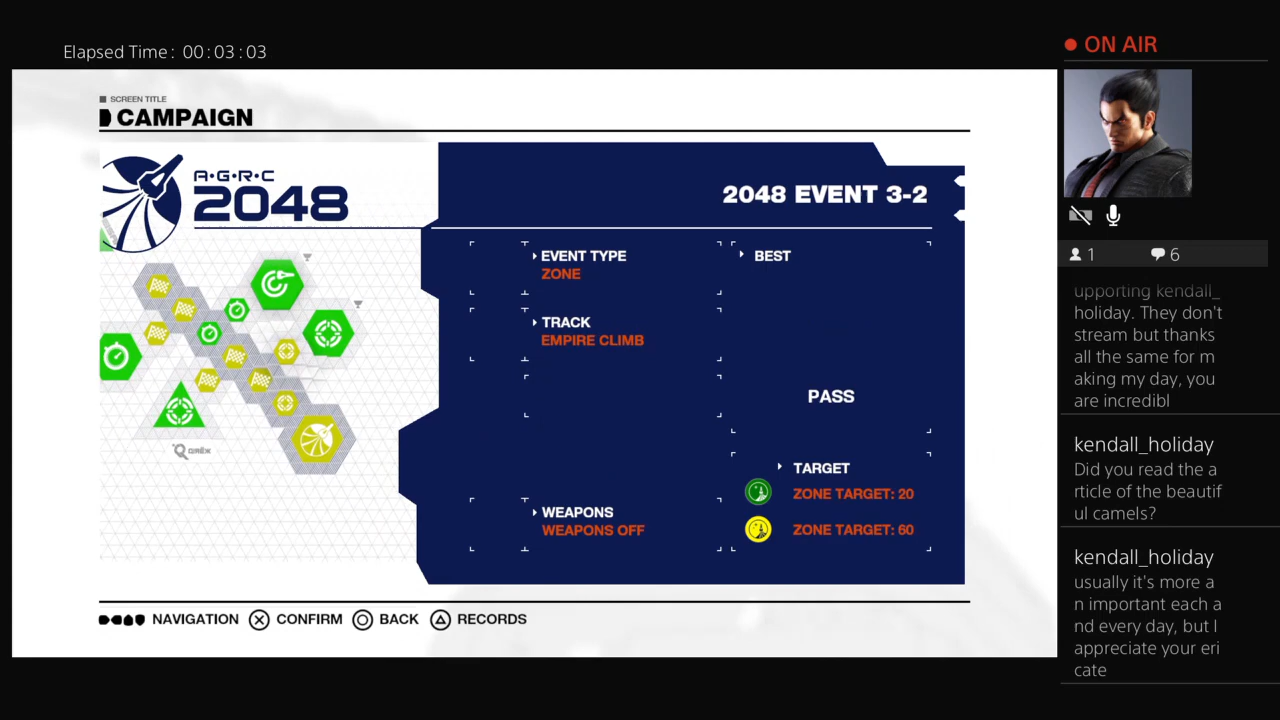 Elapsed Time: 00:03:03
ON AIR
SCREEN TITLE
CAMPAIGN
A·G·R·C
2048
2048 EVENT 3-2
EVENT TYPE
ZONE
BEST
TRACK
EMPIRE CLIMB
PASS
TARGET
ZONE TARGET: 20
WEAPONS
WEAPONS OFF
ZONE TARGET: 60
NAVIGATION
CONFIRM
BACK
RECORDS
1
6
upporting kendall_
holiday. They don't
stream but thanks
all the same for m
aking my day, you
are incredibl
kendall_holiday
Did you read the a
rticle of the beautif
ul camels?
kendall_holiday
usually it's more a
n important each a
nd every day, but I
appreciate your eri
cate